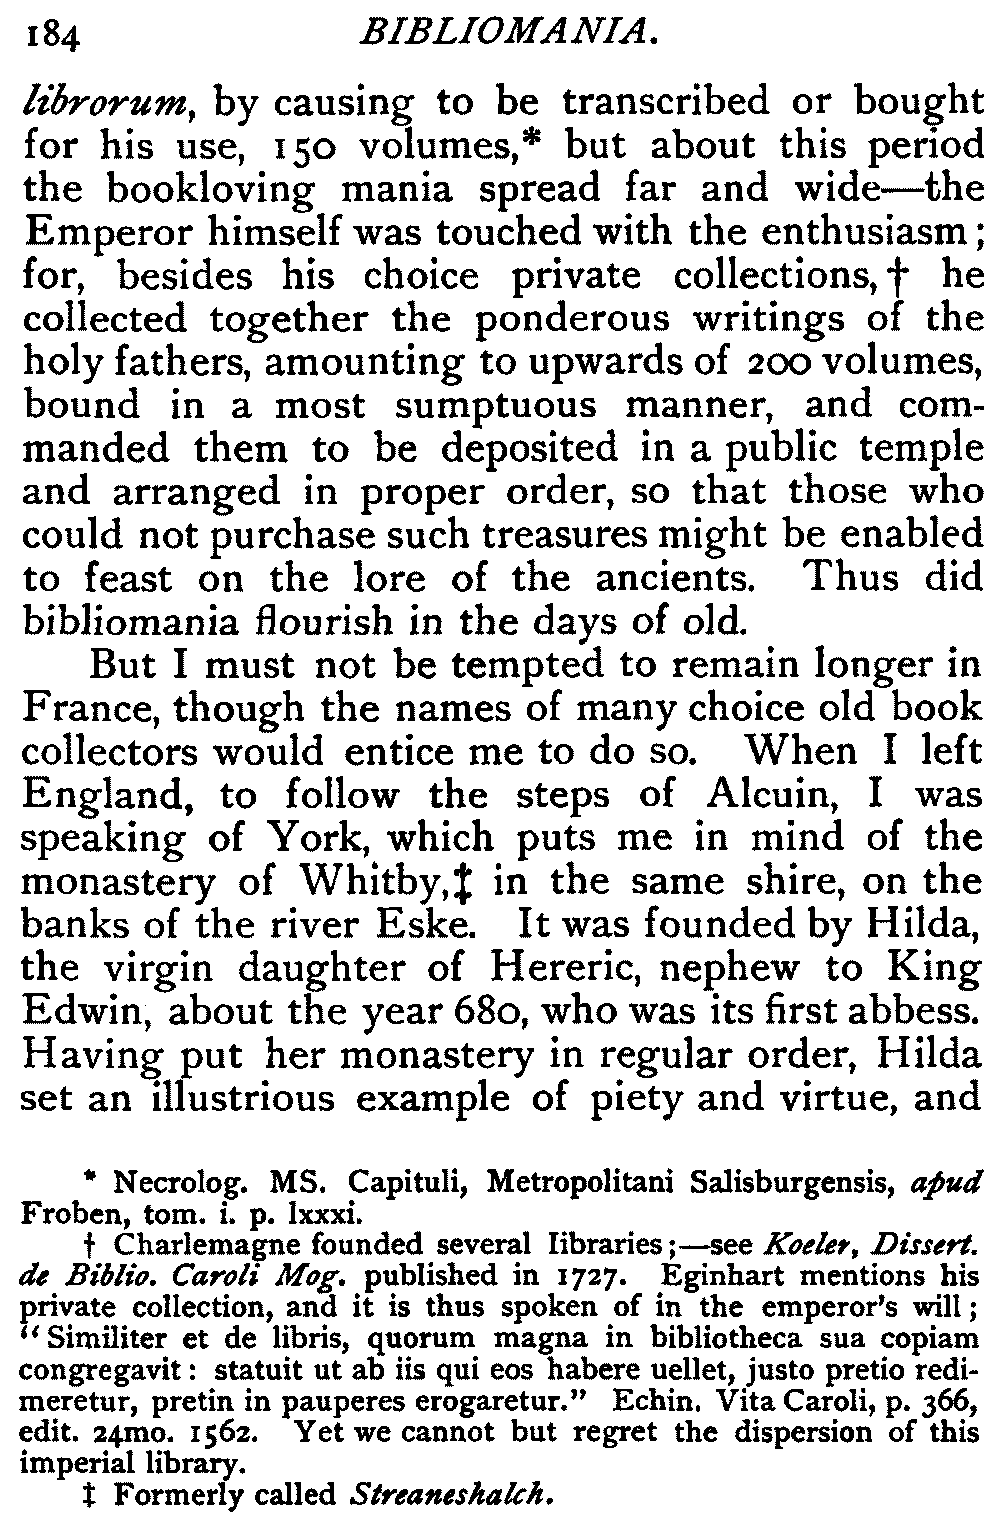 184 BIBLIOMANIA.
librorum, by causing to be transcribed or bought
for his use, 150 volumes,* but about this period
the bookloving mania spread far and wide—the
Emperor himself was touched with the enthusiasm;
for, besides his choice private collections,† he
collected together the ponderous writings of the
holy fathers, amounting to upwards of 200 volumes,
bound in a most sumptuous manner, and com-
manded them to be deposited in a public temple
and arranged in proper order, so that those who
could not purchase such treasures might be enabled
to feast on the lore of the ancients. Thus did
bibliomania flourish in the days of old.
But I must not be tempted to remain longer in
France, though the names of many choice old book
collectors would entice me to do so. When I left
England, to follow the steps of Alcuin, I was
speaking of York, which puts me in mind of the
monastery of Whitby,‡ in the same shire, on the
banks of the river Eske. It was founded by Hilda,
the virgin daughter of Hereric, nephew to King
Edwin, about the year 680, who was its first abbess.
Having put her monastery in regular order, Hilda
set an illustrious example of piety and virtue, and
* Necrolog. MS. Capituli, Metropolitani Salisburgensis, apud
Froben, tom. i. p. lxxxi.
† Charlemagne founded several libraries;—see Koeler, Dissert.
de Biblio. Caroli Mog. published in 1727. Eginhart mentions his
private collection, and it is thus spoken of in the emperor's will;
"Similiter et de libris, quorum magna in bibliotheca sua copiam
congregavit: statuit ut ab iis qui eos habere uellet, justo pretio redi-
meretur, pretin in pauperes erogaretur." Echin. Vita Caroli, p. 366,
edit. 24mo. 1562. Yet we cannot but regret the dispersion of this
imperial library.
‡ Formerly called Streaneshalch.